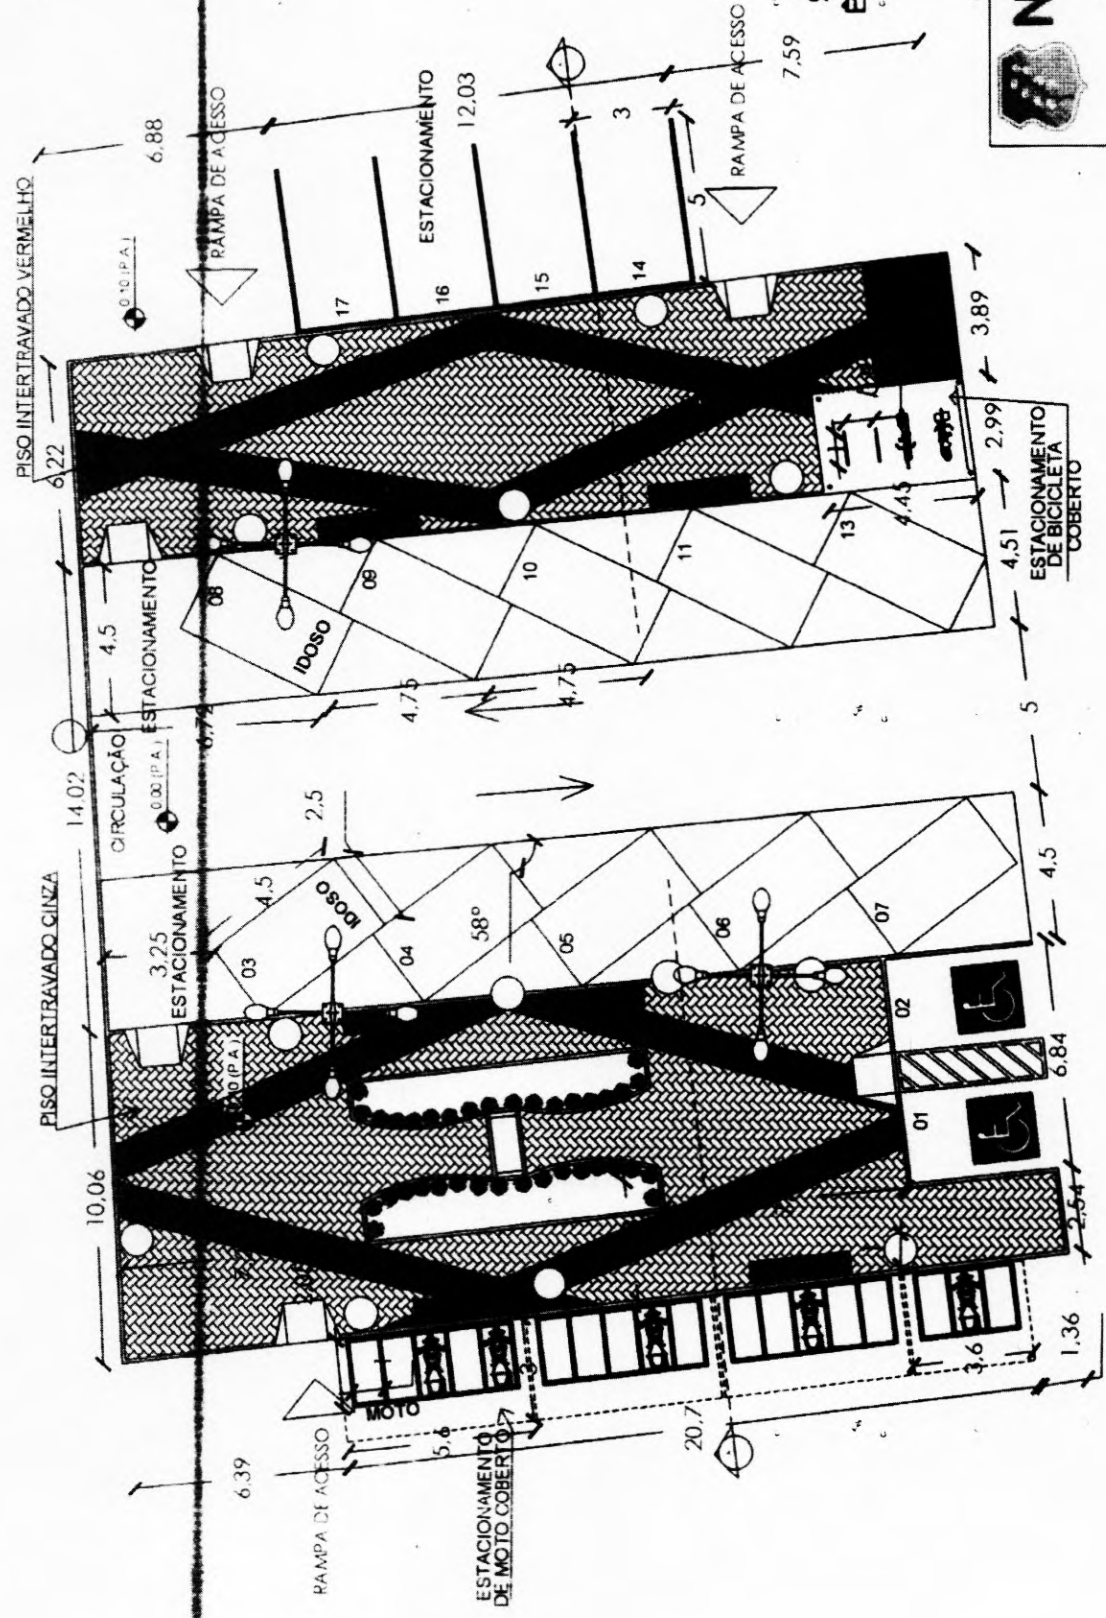 PISO INTERTRAVADO VERMELHO
6,88
0.10 (P.A.)
RAMPA DE ACESSO
ESTACIONAMENTO
12,03
3
5
RAMPA DE ACESSO
7,59
N
6,22
17
16
15
14
3,89
2,99
4,45
4,51
ESTACIONAMENTO
DE BICICLETA
COBERTO
14,02
4,5
ESTACIONAMENTO
CIRCULAÇÃO
0.00 (P.A.)
08
09
10
11
13
IDOSO
4,75
4,75
5
PISO INTERTRAVADO CINZA
3,25
ESTACIONAMENTO
4,5
2,5
IDOSO
58°
03
04
05
06
07
4,5
10,06
(P.A.)
02
01
6,84
2,54
MOTO
RAMPA DE ACESSO
6,39
5,6
ESTACIONAMENTO
DE MOTO COBERTO
20,7
3,6
1,36